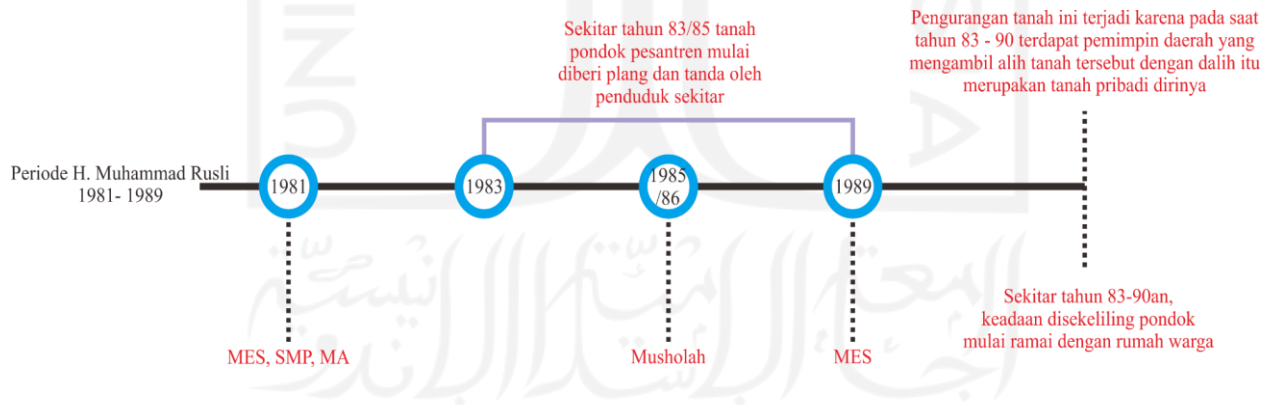 Pengurangan tanah ini terjadi karena pada saat
tahun 83 - 90 terdapat pemimpin daerah yang
mengambil alih tanah tersebut dengan dalih itu
merupakan tanah pribadi dirinya
Sekitar tahun 83/85 tanah
pondok pesantren mulai
diberi plang dan tanda oleh
penduduk sekitar
Periode H. Muhammad Rusli
1981- 1989
1981
1983
1985
/86
1989
MES, SMP, MA
Musholah
MES
Sekitar tahun 83-90an,
keadaan disekeliling pondok
mulai ramai dengan rumah warga